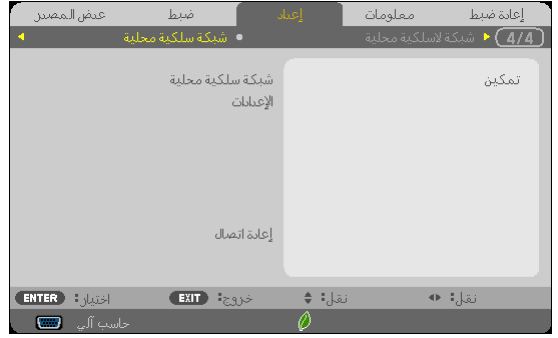 عرض المصدر ضبط إعداد معلومات إعادة ضبط
شبكة سلكية محلية شبكة لاسلكية محلية 4/4
شبكة سلكية محلية تمكين
الإعدادات
إعادة اتصال
ENTER :اختيار EXIT :خروج نقل: نقل:
حاسب آلي